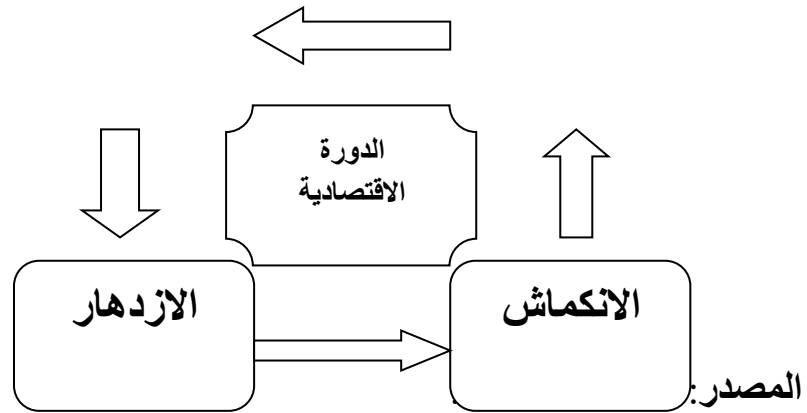 الدورة
الاقتصادية
الانكماش
الازدهار
المصدر: